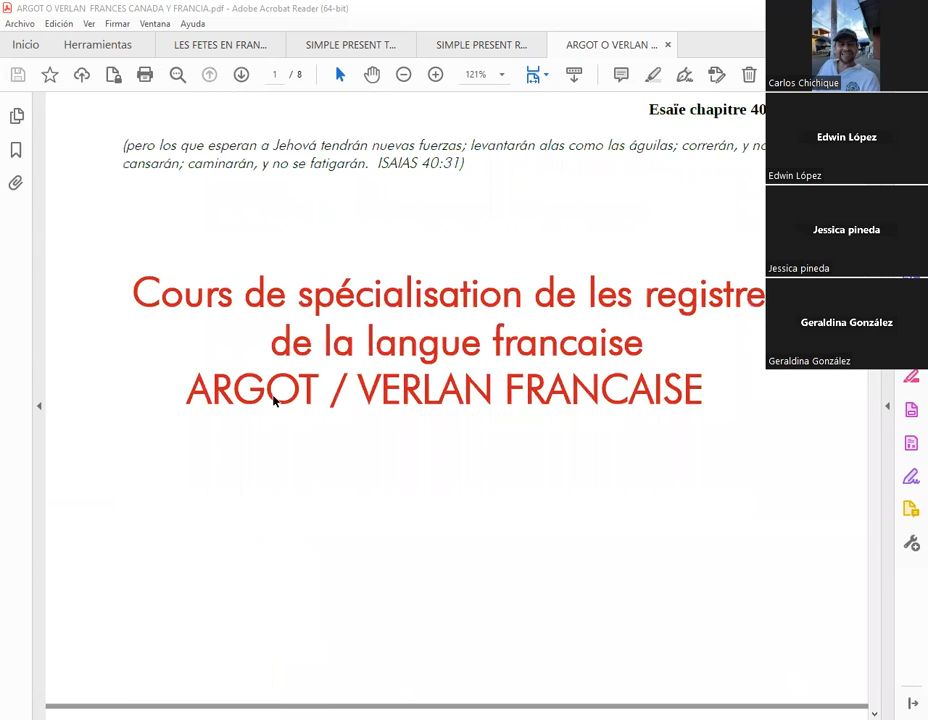 ARGOT O VERLAN FRANCES CANADA Y FRANCIA.pdf - Adobe Acrobat Reader (64-bit)
Archivo Edición Ver Firmar Ventana Ayuda
Inicio Herramientas LES FETES EN FRAN... SIMPLE PRESENT T... SIMPLE PRESENT R... ARGOT O VERLAN ... ×
1 / 8 121%
Esaïe chapitre 40
(pero los que esperan a Jehová tendrán nuevas fuerzas; levantarán alas como las águilas; correrán, y no
cansarán; caminarán, y no se fatigarán. ISAIAS 40:31)
Cours de spécialisation de les registre
de la langue francaise
ARGOT / VERLAN FRANCAISE
Carlos Chichique
Edwin López
Edwin López
Jessica pineda
Jessica pineda
Geraldina González
Geraldina González